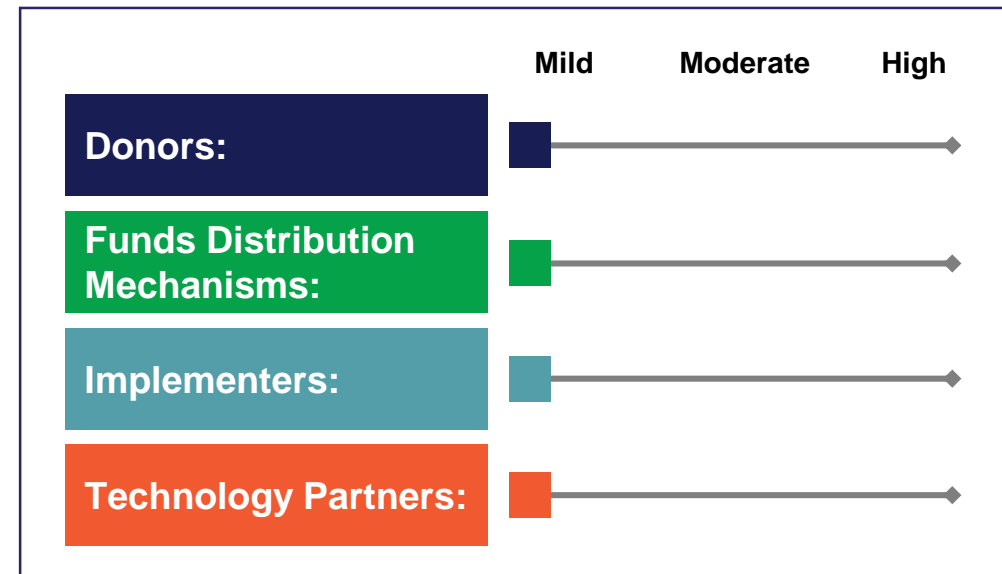 Mild Moderate High
Donors:
Funds Distribution
Mechanisms:
Implementers:
Technology Partners: